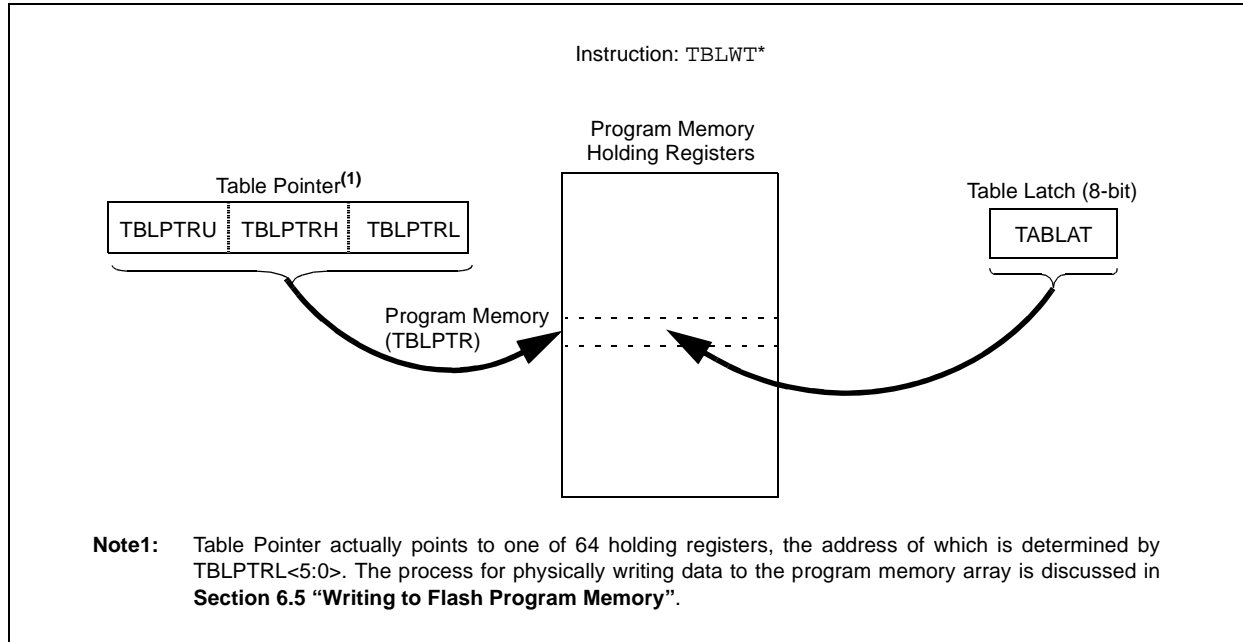 Instruction: TBLWT*
Program Memory
Holding Registers
Table Pointer(1)
Table Latch (8-bit)
TBLPTRU TBLPTRH TBLPTRL
TABLAT
Program Memory
(TBLPTR)
Note1: Table Pointer actually points to one of 64 holding registers, the address of which is determined by
TBLPTRL<5:0>. The process for physically writing data to the program memory array is discussed in
Section 6.5 “Writing to Flash Program Memory”.